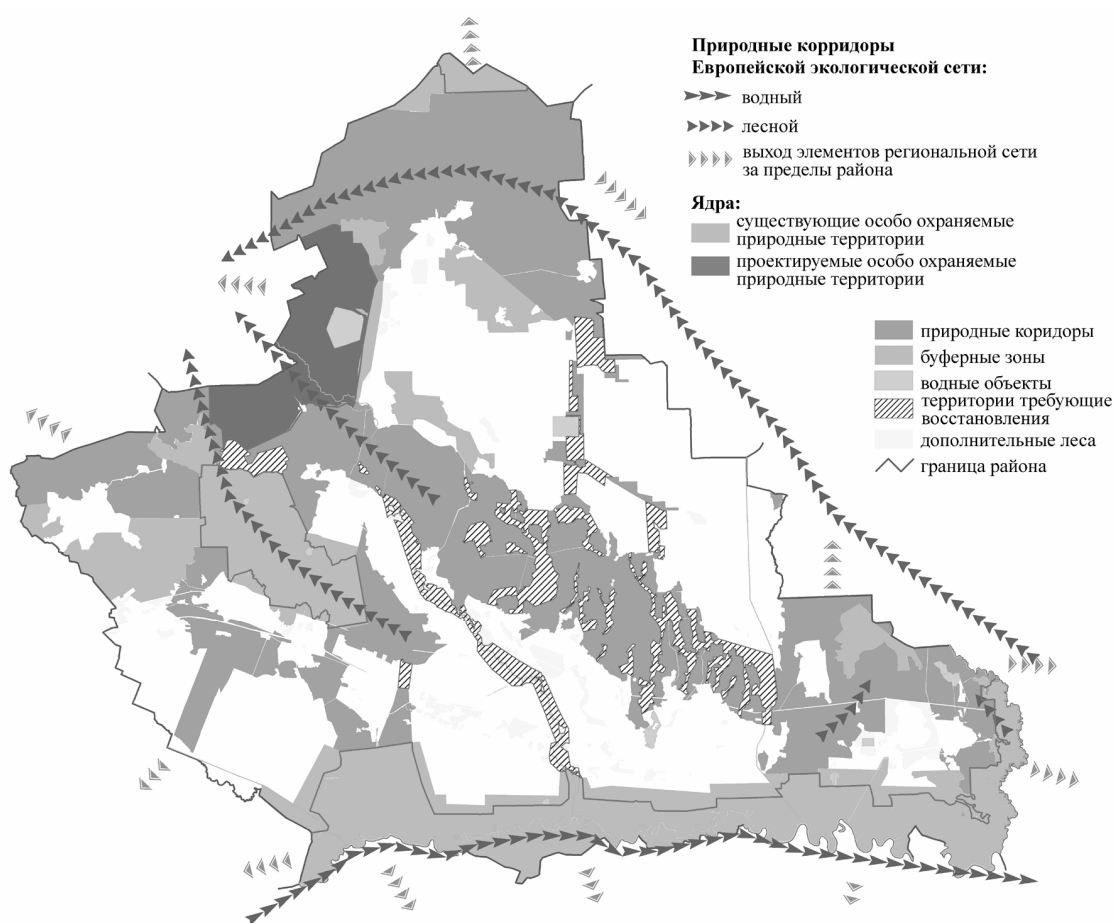 Природные корридоры
Европейской экологической сети:
водный
лесной
выход элементов региональной сети
за пределы района
Ядра:
существующие особо охраняемые
природные территории
проектируемые особо охраняемые
природные территории
природные коридоры
буферные зоны
водные объекты
территории требующие
восстановления
дополнительные леса
граница района